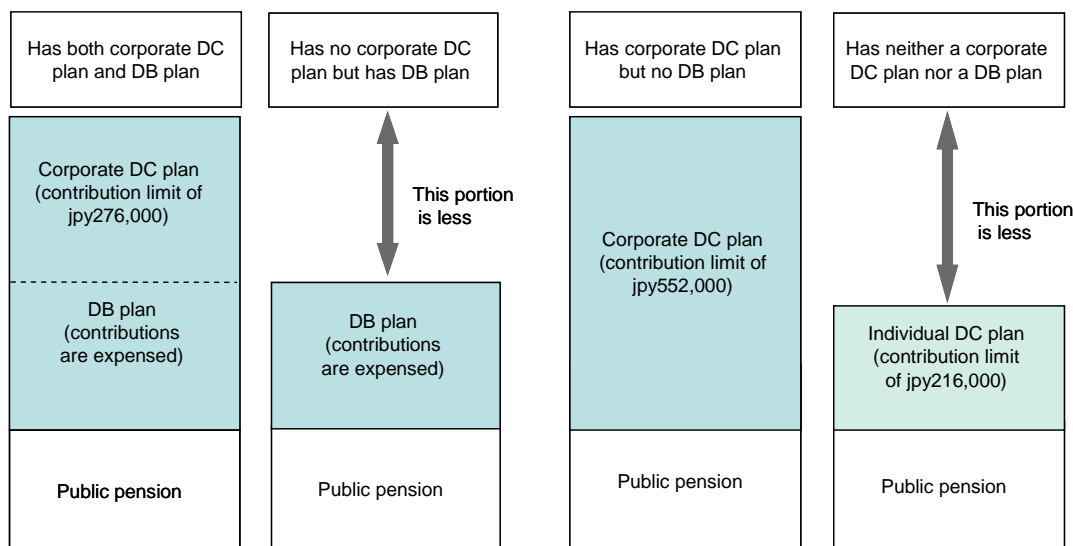 Has both corporate DC
plan and DB plan
Corporate DC plan
(contribution limit of
jpy276,000)
DB plan
(contributions
are expensed)
Public pension
Has no corporate DC
plan but has DB plan
This portion
is less
DB plan
(contributions
are expensed)
Public pension
Has corporate DC plan
but no DB plan
Corporate DC plan
(contribution limit of
jpy552,000)
Public pension
Has neither a corporate
DC plan nor a DB plan
This portion
is less
Individual DC plan
(contribution limit
of jpy216,000)
Public pension